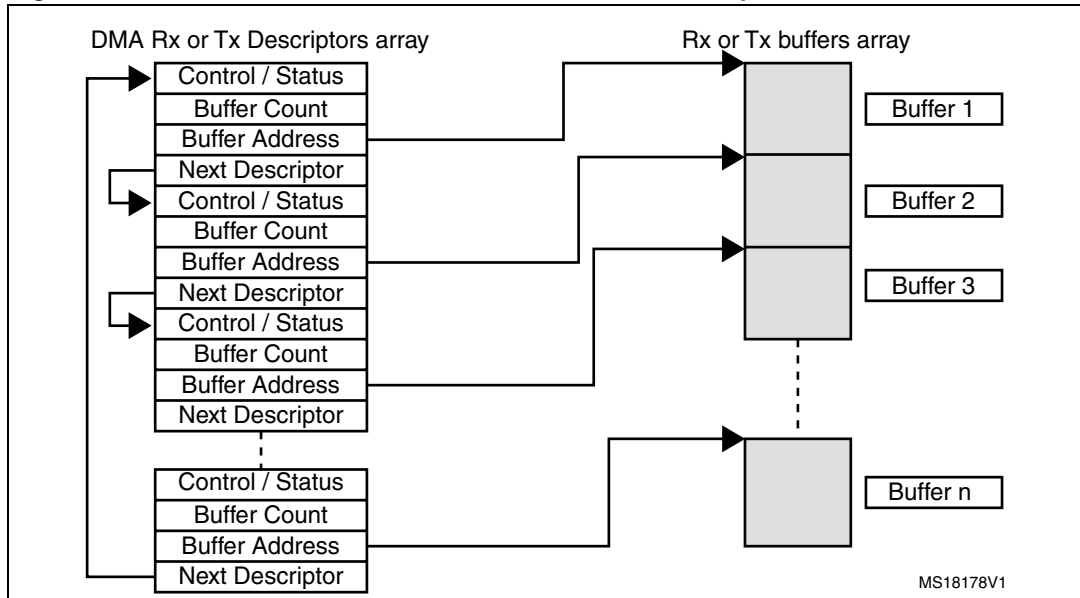 DMA Rx or Tx Descriptors array
Control / Status
Buffer Count
Buffer Address
Next Descriptor
Control / Status
Buffer Count
Buffer Address
Next Descriptor
Control / Status
Buffer Count
Buffer Address
Next Descriptor
Control / Status
Buffer Count
Buffer Address
Next Descriptor
Rx or Tx buffers array
Buffer 1
Buffer 2
Buffer 3
Buffer n
MS18178V1